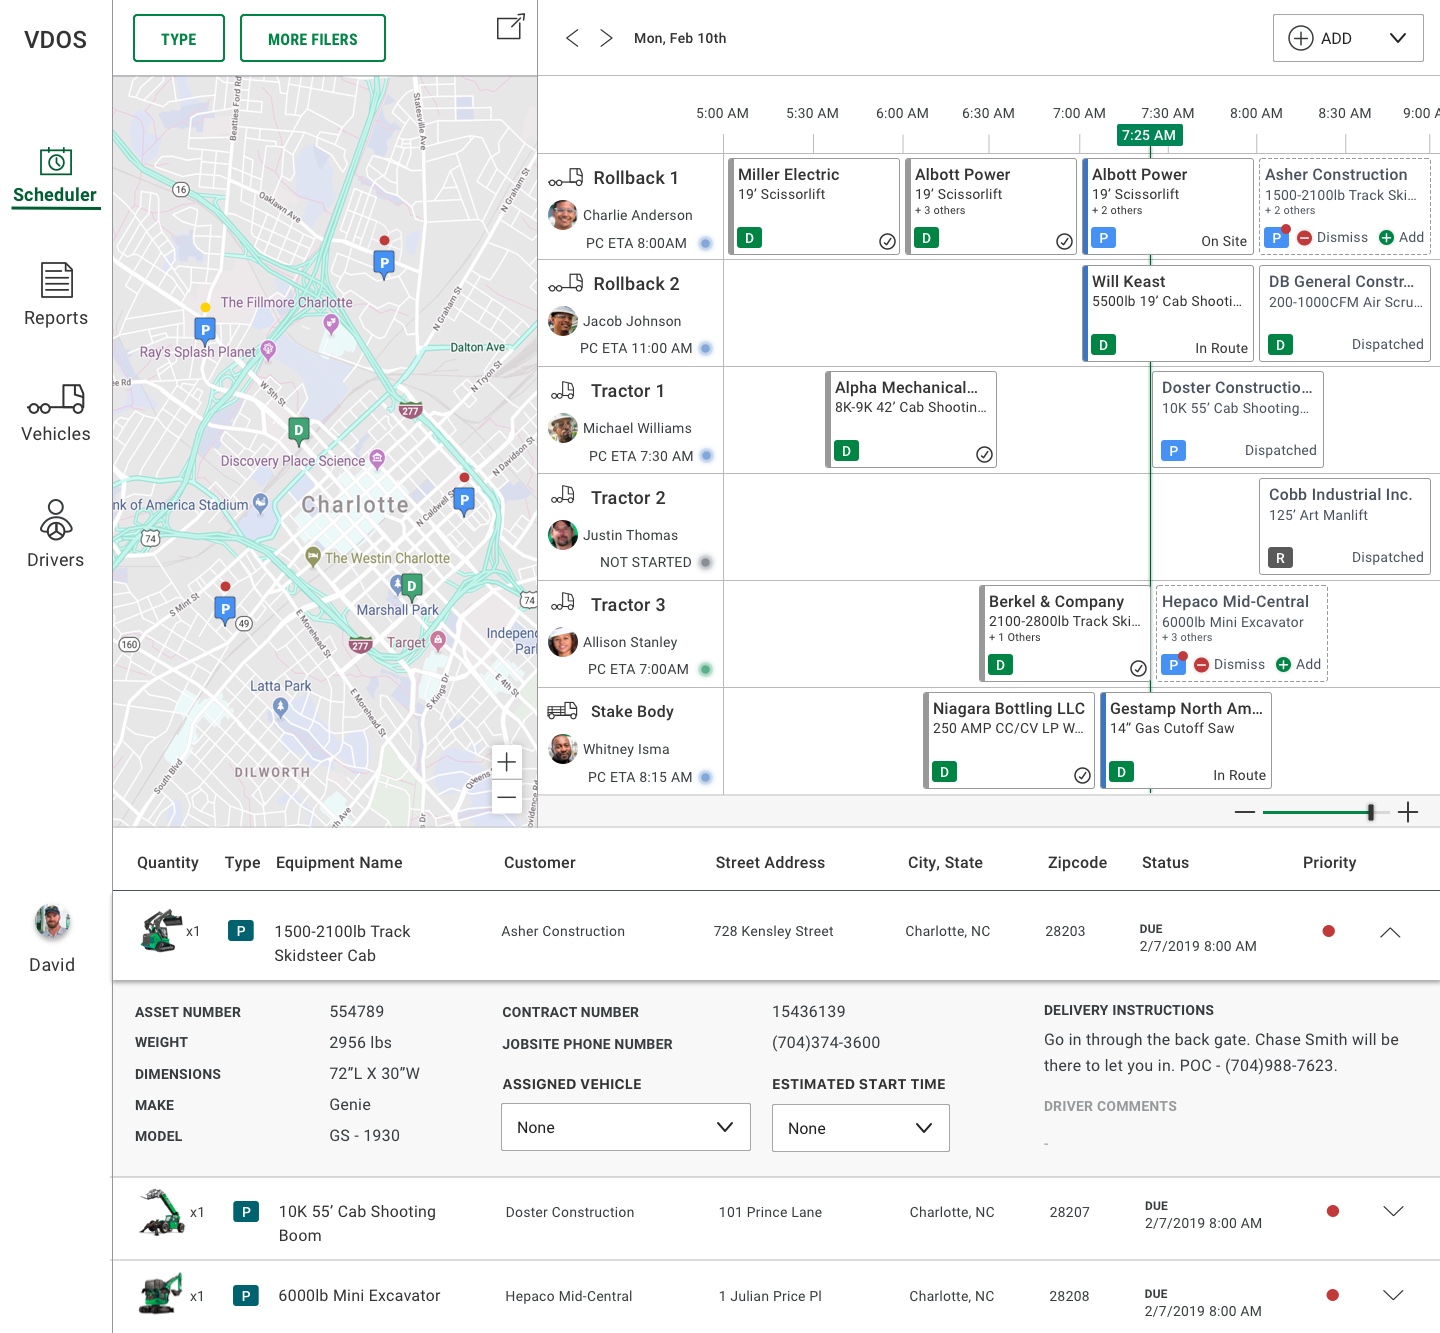 VDOS
Scheduler
Reports
Vehicles
Drivers
David
TYPE
MORE FILERS
Beatties Ford Rd
Statesville Ave
16
Oaklawn Ave
N Graham St
The Fillmore Charlotte
N Graham St
P
P
Ray's Splash Planet
Dalton Ave
ee Rd
W 5th St
N Tryon St
277
D
Discovery Place Science
N Davidson St
nk of America Stadium
Charlotte
N Caldwell St
P
74
The Westin Charlotte
D
S Mint St
P
49
Marshall Park
74
160
E Morehead St
277
Target
Indepen
Parl
Latta Park
E 4th St
S Kings Dr
E Morehead St
South Blvd
DILWORTH
Queens
idence Rd
th Ave
S Kings Dr
Mon, Feb 10th
ADD
5:00 AM
5:30 AM
6:00 AM
6:30 AM
7:00 AM
7:30 AM
8:00 AM
8:30 AM
9:00 A
7:25 AM
Rollback 1
Charlie Anderson
PC ETA 8:00AM
Miller Electric
19’ Scissorlift
D
Albott Power
19’ Scissorlift
+ 3 others
D
Albott Power
19’ Scissorlift
+ 2 others
P
On Site
Asher Construction
1500-2100lb Track Ski...
+ 2 others
P
Dismiss
Add
Rollback 2
Jacob Johnson
PC ETA 11:00 AM
Will Keast
5500lb 19’ Cab Shooti...
D
In Route
DB General Constr...
200-1000CFM Air Scru...
D
Dispatched
Tractor 1
Michael Williams
PC ETA 7:30 AM
Alpha Mechanical...
8K-9K 42’ Cab Shootin...
D
Doster Constructio...
10K 55’ Cab Shooting...
P
Dispatched
Tractor 2
Justin Thomas
NOT STARTED
Cobb Industrial Inc.
125’ Art Manlift
R
Dispatched
Tractor 3
Allison Stanley
PC ETA 7:00AM
Berkel & Company
2100-2800lb Track Ski...
+ 1 Others
D
Hepaco Mid-Central
6000lb Mini Excavator
+ 3 others
P
Dismiss
Add
Stake Body
Whitney Isma
PC ETA 8:15 AM
Niagara Bottling LLC
250 AMP CC/CV LP W...
D
Gestamp North Am...
14” Gas Cutoff Saw
D
In Route
Quantity Type Equipment Name Customer Street Address City, State Zipcode Status Priority
x1 P 1500-2100lb Track Skidsteer Cab Asher Construction 728 Kensley Street Charlotte, NC 28203 DUE 2/7/2019 8:00 AM
ASSET NUMBER 554789
WEIGHT 2956 lbs
DIMENSIONS 72”L X 30”W
MAKE Genie
MODEL GS - 1930
CONTRACT NUMBER 15436139
JOBSITE PHONE NUMBER (704)374-3600
ASSIGNED VEHICLE
None
ESTIMATED START TIME
None
DELIVERY INSTRUCTIONS
Go in through the back gate. Chase Smith will be
there to let you in. POC - (704)988-7623.
DRIVER COMMENTS
-
x1 P 10K 55’ Cab Shooting Boom Doster Construction 101 Prince Lane Charlotte, NC 28207 DUE 2/7/2019 8:00 AM
x1 P 6000lb Mini Excavator Hepaco Mid-Central 1 Julian Price Pl Charlotte, NC 28208 DUE 2/7/2019 8:00 AM